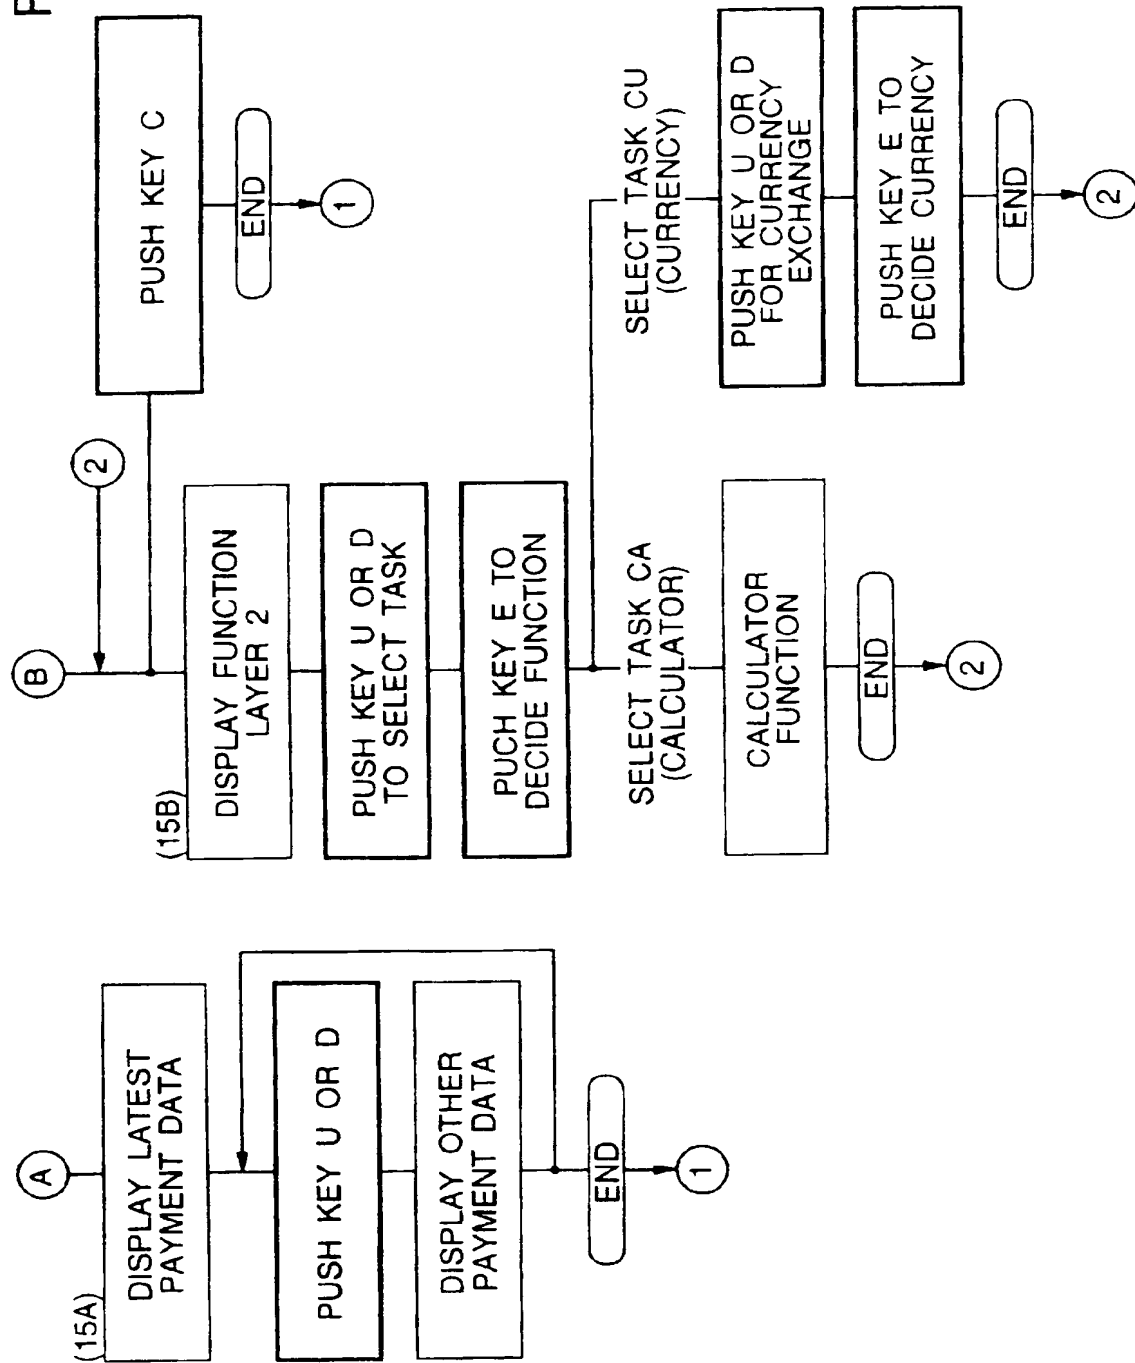 A
(15A)
DISPLAY LATEST
PAYMENT DATA
PUSH KEY U OR D
DISPLAY OTHER
PAYMENT DATA
END
1
B
2
(15B)
DISPLAY FUNCTION
LAYER 2
PUSH KEY U OR D
TO SELECT TASK
PUCH KEY E TO
DECIDE FUNCTION
SELECT TASK CA
(CALCULATOR)
CALCULATOR
FUNCTION
END
2
PUSH KEY C
END
1
SELECT TASK CU
(CURRENCY)
PUSH KEY U OR D
FOR CURRENCY
EXCHANGE
PUSH KEY E TO
DECIDE CURRENCY
END
2